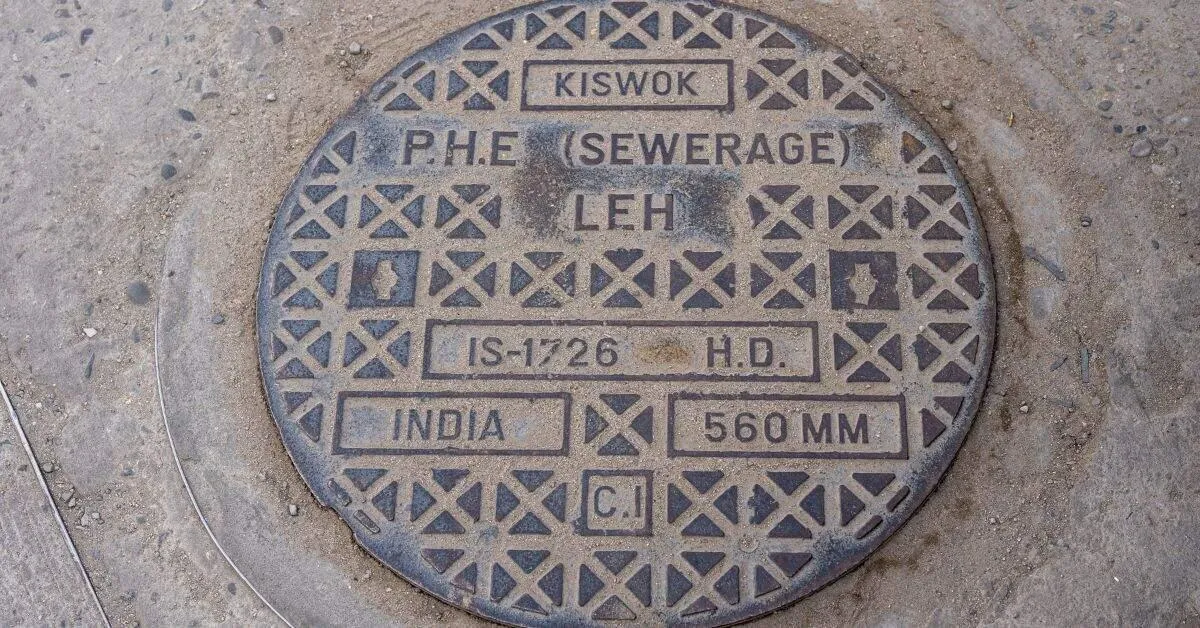 KISWOK
P.H.E (SEWERAGE)
LEH
IS-1726 H.D.
INDIA 560 MM
C.I